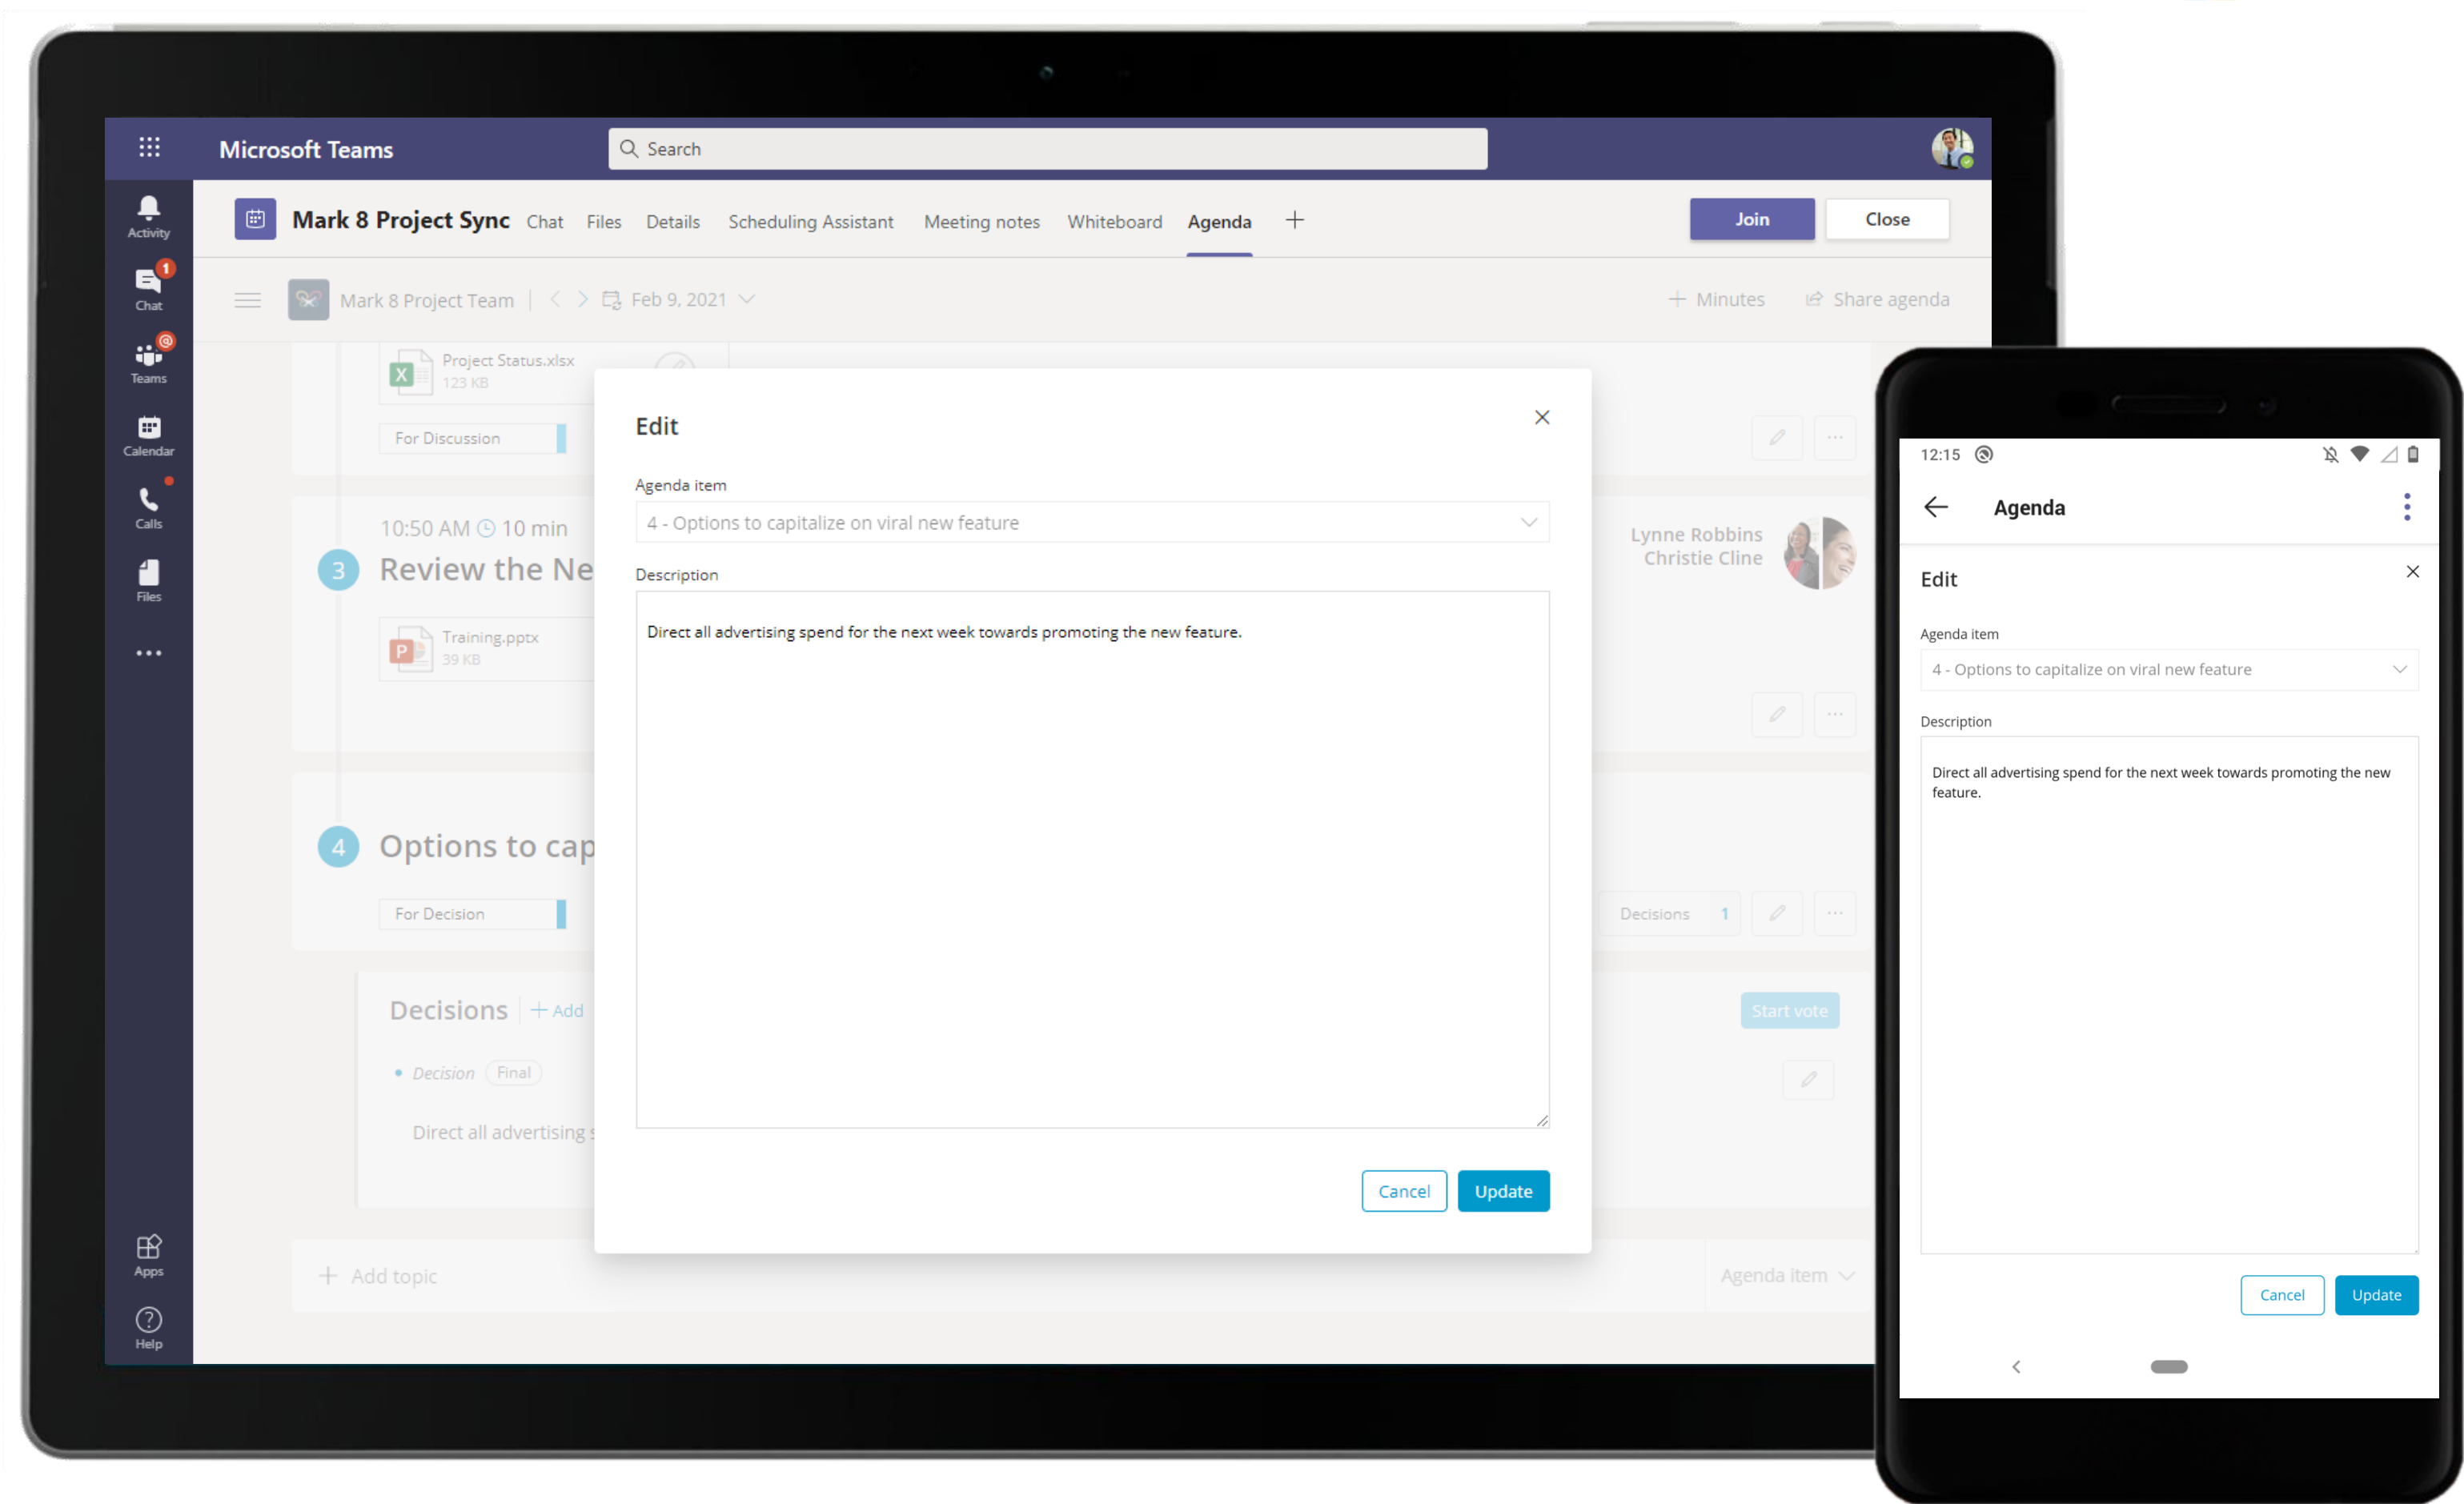 Microsoft Teams
Search
Activity
1
Chat
@
Teams
Calendar
Calls
Files
Apps
Help
Mark 8 Project Sync Chat Files Details Scheduling Assistant Meeting notes Whiteboard Agenda
Join
Close
Mark 8 Project Team
Feb 9, 2021
Minutes
Share agenda
X
Project Status.xlsx
123 KB
For Discussion
10:50 AM 10 min
3 Review the Ne
Lynne Robbins
Christie Cline
P
Training.pptx
39 KB
4 Options to cap
For Decision
Decisions 1
Decisions + Add
Start vote
• Decision Final
Direct all advertising s
+ Add topic
Agenda item
Edit
Agenda item
4 - Options to capitalize on viral new feature
Description
Direct all advertising spend for the next week towards promoting the new feature.
Cancel
Update
12:15
Agenda
Edit
Agenda item
4 - Options to capitalize on viral new feature
Description
Direct all advertising spend for the next week towards promoting the new
feature.
Cancel
Update